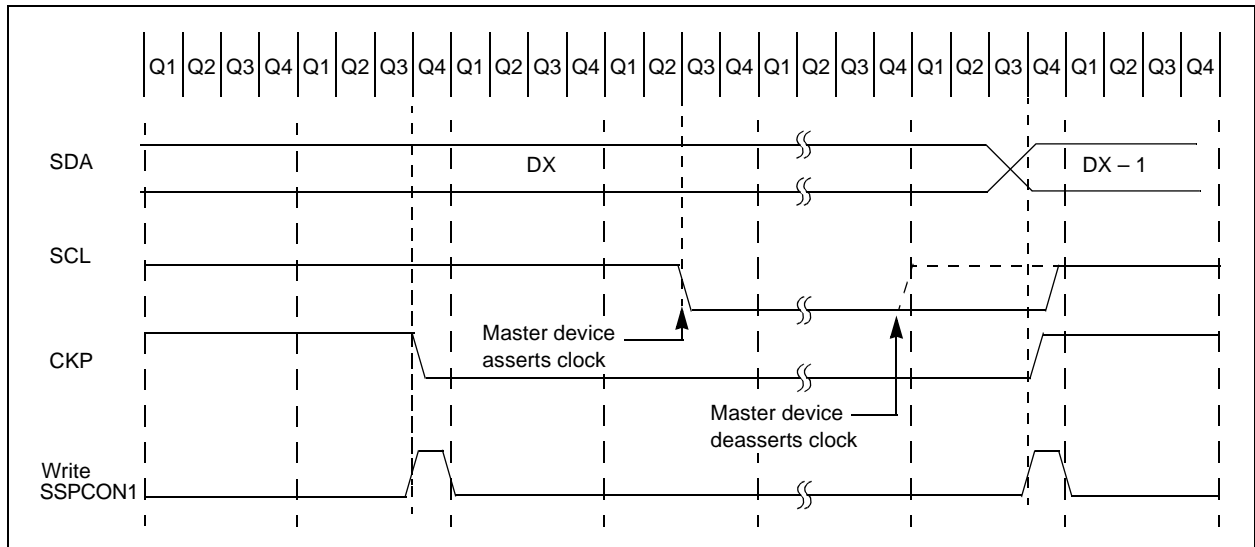 Q1 Q2 Q3 Q4 Q1 Q2 Q3 Q4 Q1 Q2 Q3 Q4 Q1 Q2 Q3 Q4 Q1 Q2 Q3 Q4 Q1 Q2 Q3 Q4 Q1 Q2 Q3 Q4
SDA
DX
DX – 1
SCL
Master device
asserts clock
CKP
Master device
deasserts clock
Write
SSPCON1